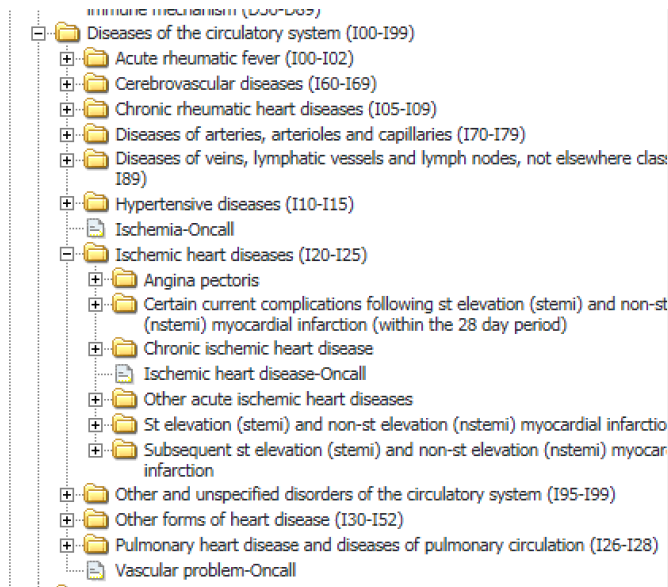 immune mechanism (D50-D89)
Diseases of the circulatory system (I00-I99)
Acute rheumatic fever (I00-I02)
Cerebrovascular diseases (I60-I69)
Chronic rheumatic heart diseases (I05-I09)
Diseases of arteries, arterioles and capillaries (I70-I79)
Diseases of veins, lymphatic vessels and lymph nodes, not elsewhere clas
I89)
Hypertensive diseases (I10-I15)
Ischemia-Oncall
Ischemic heart diseases (I20-I25)
Angina pectoris
Certain current complications following st elevation (stemi) and non-st
(nstemi) myocardial infarction (within the 28 day period)
Chronic ischemic heart disease
Ischemic heart disease-Oncall
Other acute ischemic heart diseases
St elevation (stemi) and non-st elevation (nstemi) myocardial infarctio
Subsequent st elevation (stemi) and non-st elevation (nstemi) myocar
infarction
Other and unspecified disorders of the circulatory system (I95-I99)
Other forms of heart disease (I30-I52)
Pulmonary heart disease and diseases of pulmonary circulation (I26-I28)
Vascular problem-Oncall